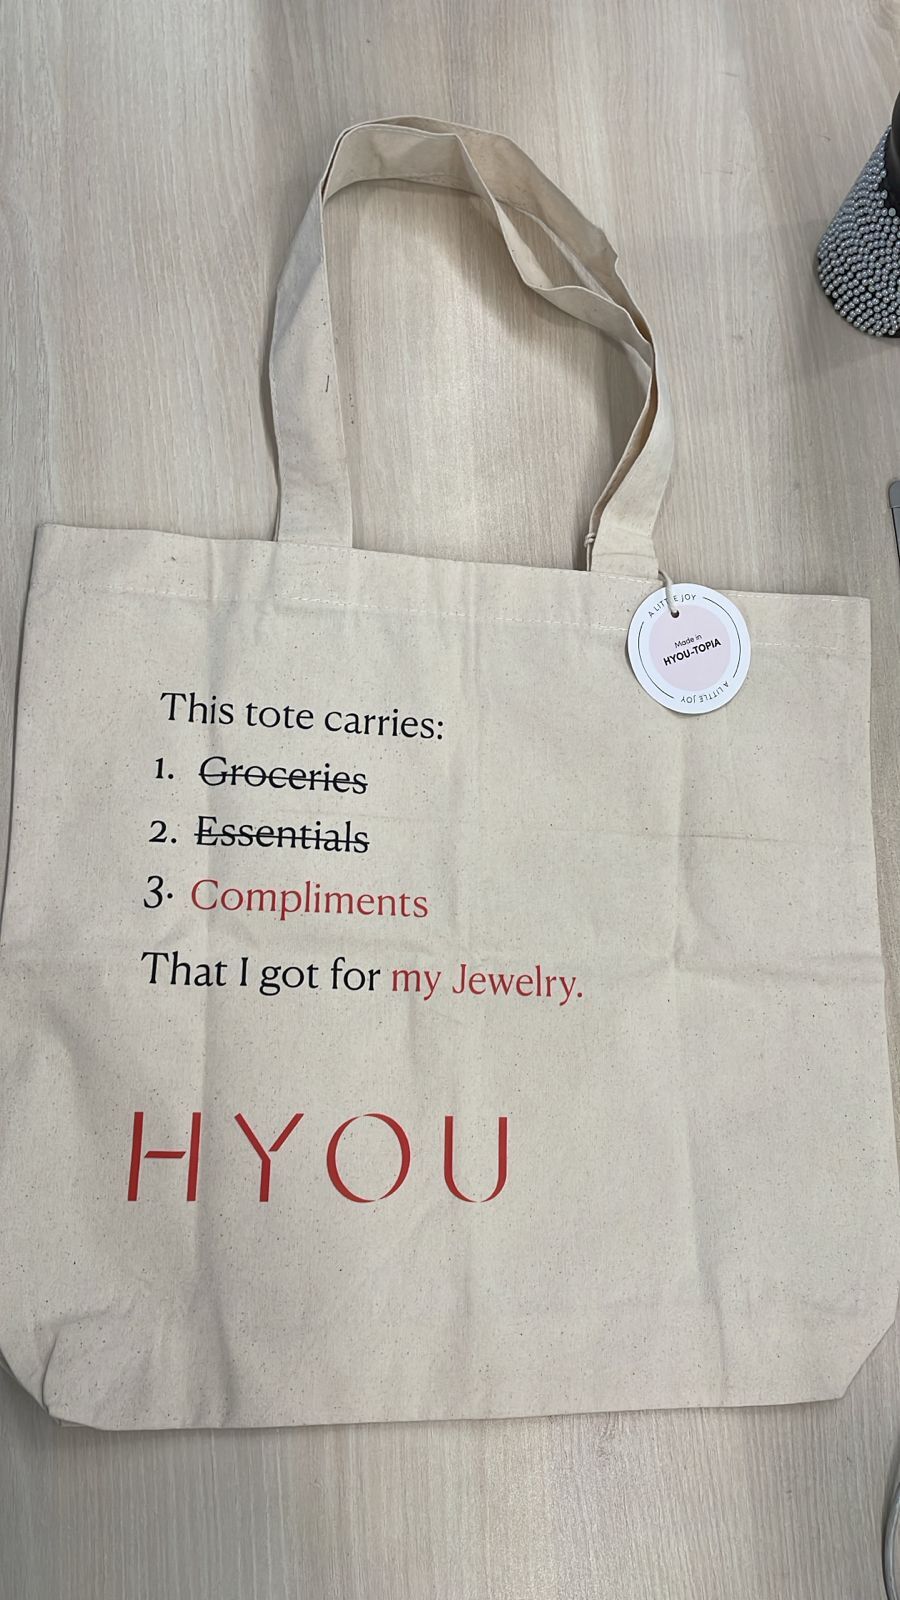 A LITTLE JOY
Made in
HYOU-TOPIA
A LITTLE JOY
This tote carries:
1. Groceries
2. Essentials
3. Compliments
That I got for my Jewelry.
HYOU